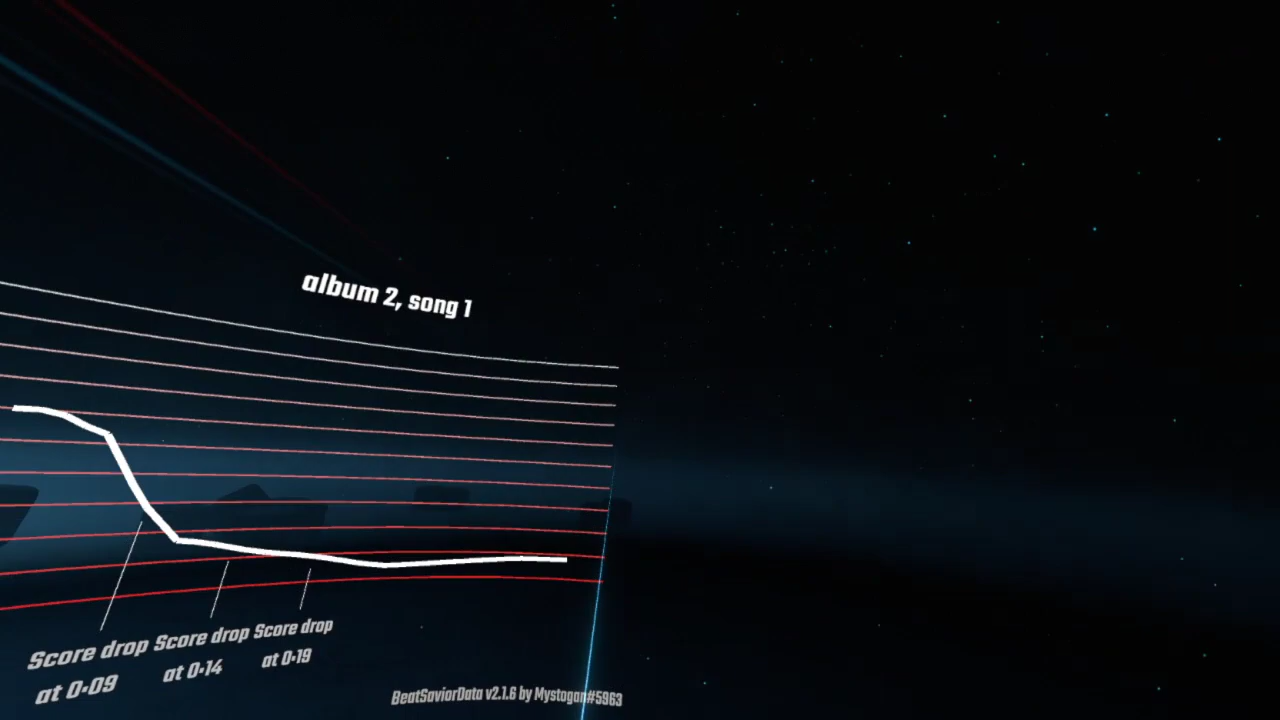 album 2, song 1
Score drop
at 0:09
Score drop
at 0:14
Score drop
at 0:19
BeatSaviorData v2.1.6 by Mystogan#5963